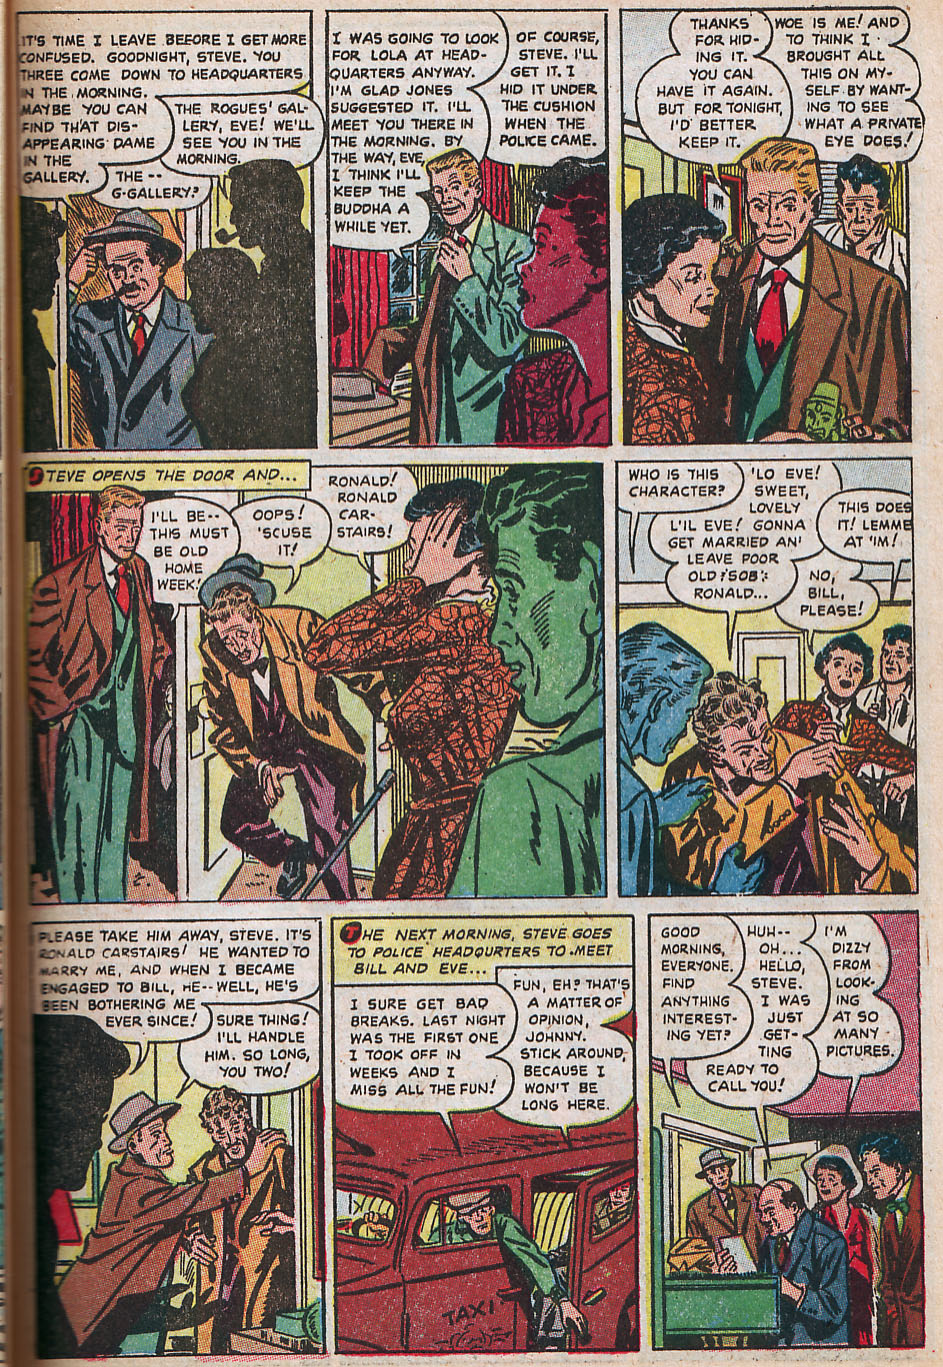 IT'S TIME I LEAVE BEFORE I GET MORE
CONFUSED. GOODNIGHT, STEVE. YOU
THREE COME DOWN TO HEADQUARTERS
IN THE MORNING.
MAYBE YOU CAN
FIND THAT DIS-
APPEARING DAME
IN THE
GALLERY.
THE ROGUES' GAL-
LERY, EVE! WE'LL
SEE YOU IN THE
MORNING.
THE --
G-GALLERY?
I WAS GOING TO LOOK
FOR LOLA AT HEAD-
QUARTERS ANYWAY.
I'M GLAD JONES
SUGGESTED IT. I'LL
MEET YOU THERE IN
THE MORNING. BY
THE WAY, EVE,
I THINK I'LL
KEEP THE
BUDDHA A
WHILE YET.
OF COURSE,
STEVE. I'LL
GET IT. I
HID IT UNDER
THE CUSHION
WHEN THE
POLICE CAME.
THANKS
FOR HID-
ING IT.
YOU CAN
HAVE IT AGAIN.
BUT FOR TONIGHT,
I'D BETTER
KEEP IT.
WOE IS ME! AND
TO THINK I
BROUGHT ALL
THIS ON MY-
SELF BY WANT-
ING TO SEE
WHAT A PRIVATE
EYE DOES!
STEVE OPENS THE DOOR AND...
I'LL BE--
THIS MUST
BE OLD
HOME
WEEK!
OOPS!
'SCUSE
IT!
RONALD!
RONALD
CAR-
STAIRS!
WHO IS THIS
CHARACTER?
'LO EVE!
SWEET,
LOVELY
L'IL EVE! GONNA
GET MARRIED AN'
LEAVE POOR
OLD :'SOB':
RONALD...
THIS DOES
IT! LEMME
AT 'IM!
NO,
BILL,
PLEASE!
PLEASE TAKE HIM AWAY, STEVE. IT'S
RONALD CARSTAIRS! HE WANTED TO
MARRY ME, AND WHEN I BECAME
ENGAGED TO BILL, HE--WELL, HE'S
BEEN BOTHERING ME
EVER SINCE!
SURE THING!
I'LL HANDLE
HIM. SO LONG,
YOU TWO!
THE NEXT MORNING, STEVE GOES
TO POLICE HEADQURTERS TO MEET
BILL AND EVE...
I SURE GET BAD
BREAKS. LAST NIGHT
WAS THE FIRST ONE
I TOOK OFF IN
WEEKS AND I
MISS ALL THE FUN!
FUN, EH? THAT'S
A MATTER OF
OPINION,
JOHNNY.
STICK AROUND,
BECAUSE I
WON'T BE
LONG HERE.
TAXI
GOOD
MORNING,
EVERYONE.
FIND
ANYTHING
INTEREST-
ING YET?
HUH--
OH...
HELLO,
STEVE.
I WAS
JUST
GET-
TING
READY TO
CALL YOU!
I'M
DIZZY
FROM
LOOK-
ING
AT SO
MANY
PICTURES.